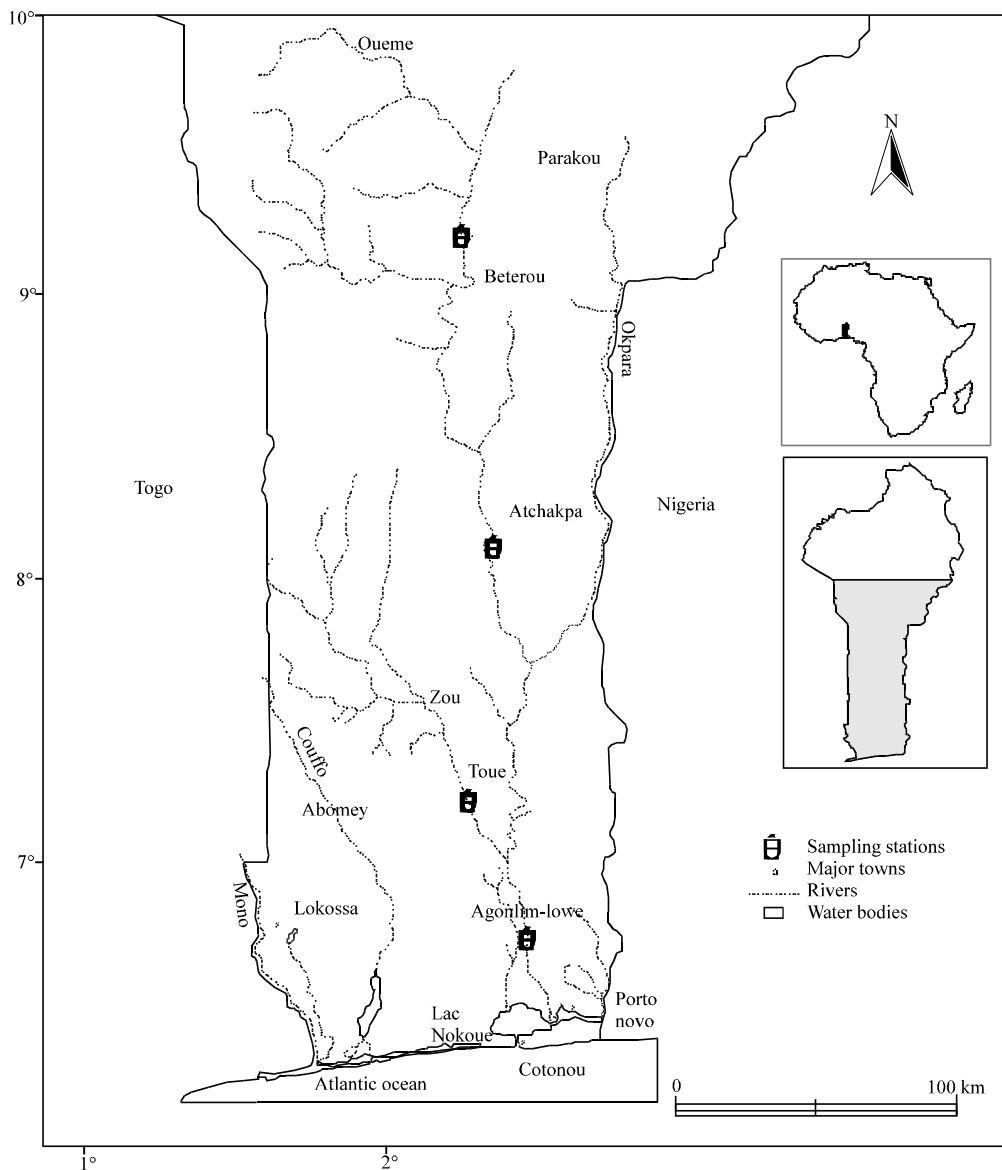 10°
Oueme
N
Parakou
Beterou
9°
Okpara
Togo
Atchakpa
Nigeria
8°
Zou
Couffo
Toue
Abomey
Sampling stations
7°
Major towns
Rivers
Mono
Lokossa
Agonlim-lowe
Water bodies
Porto
novo
Lac
Nokoue
Cotonou
Atlantic ocean
0
100 km
1°
2°